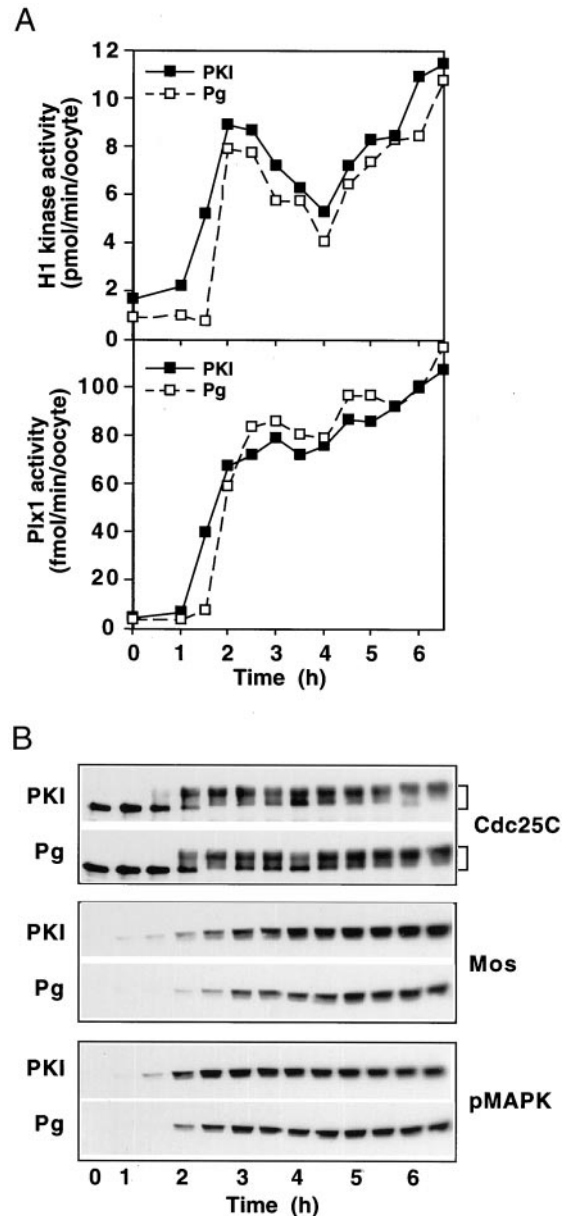 A
H1 kinase activity
(pmol/min/oocyte)
12
10
8
6
4
2
0
PKI
Pg
Plx1 activity
(fmol/min/oocyte)
100
80
60
40
20
0
PKI
Pg
0 1 2 3 4 5 6
Time (h)
B
PKI
Pg
Cdc25C
PKI
Pg
Mos
PKI
Pg
pMAPK
0 1 2 3 4 5 6
Time (h)